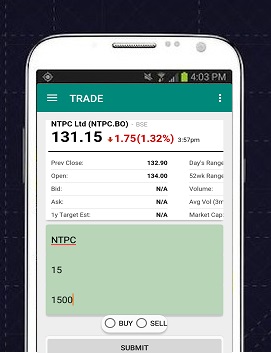 4:03 PM
TRADE
NTPC Ltd (NTPC.BO) - BSE
131.15 1.75(1.32%) 3:57pm
Prev Close: 132.90 Day's Range
Open: 134.00 52wk Range
Bid: N/A Volume:
Ask: N/A Avg Vol (3m
1y Target Est: N/A Market Cap:
NTPC
15
1500
BUY SELL
SUBMIT